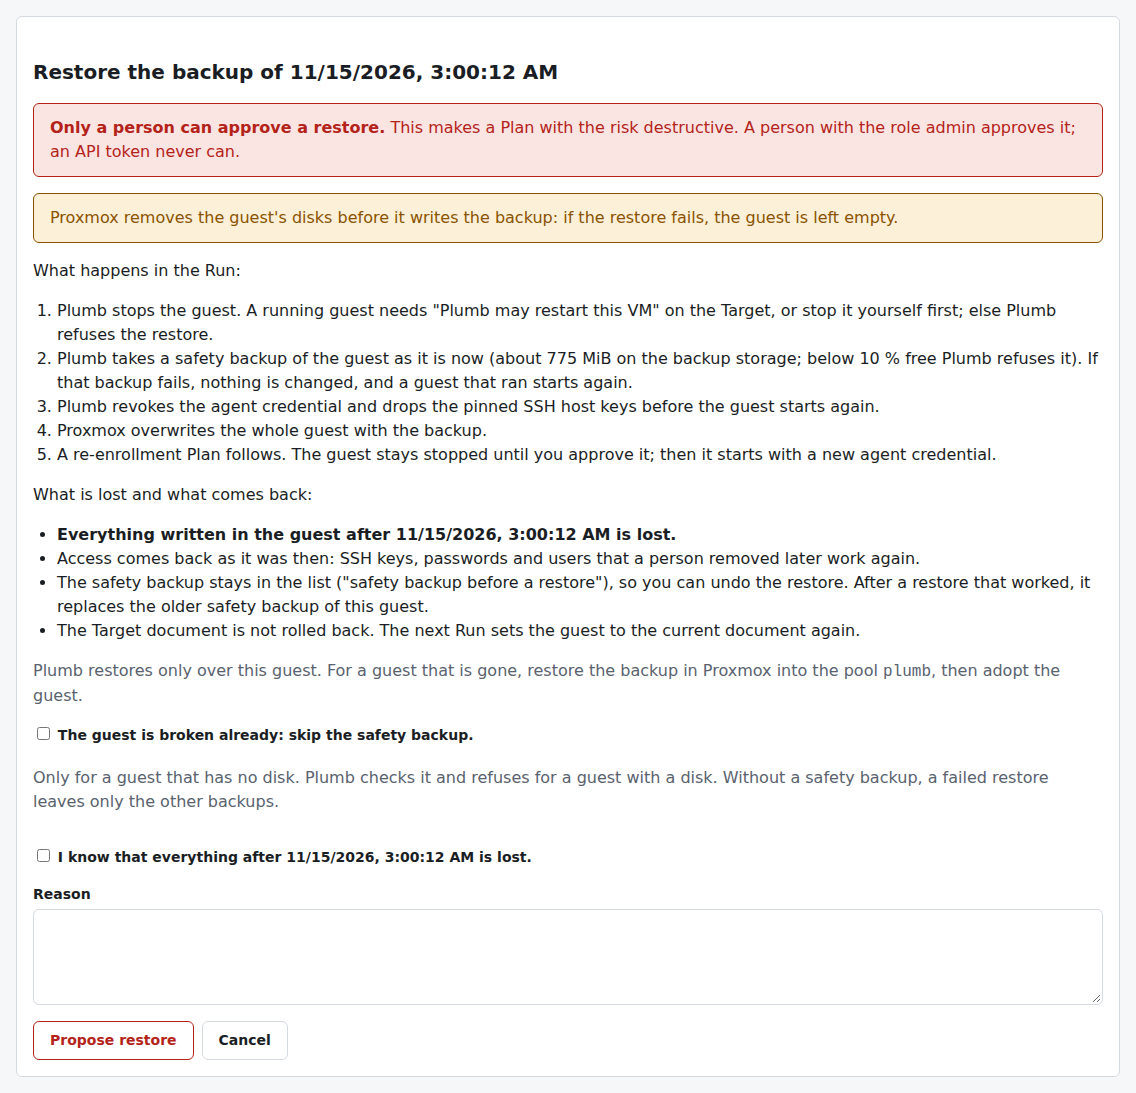 Restore the backup of 11/15/2026, 3:00:12 AM
Only a person can approve a restore. This makes a Plan with the risk destructive. A person with the role admin approves it;
an API token never can.
Proxmox removes the guest's disks before it writes the backup: if the restore fails, the guest is left empty.
What happens in the Run:
1. Plumb stops the guest. A running guest needs "Plumb may restart this VM" on the Target, or stop it yourself first; else Plumb
refuses the restore.
2. Plumb takes a safety backup of the guest as it is now (about 775 MiB on the backup storage; below 10 % free Plumb refuses it). If
that backup fails, nothing is changed, and a guest that ran starts again.
3. Plumb revokes the agent credential and drops the pinned SSH host keys before the guest starts again.
4. Proxmox overwrites the whole guest with the backup.
5. A re-enrollment Plan follows. The guest stays stopped until you approve it; then it starts with a new agent credential.
What is lost and what comes back:
• Everything written in the guest after 11/15/2026, 3:00:12 AM is lost.
• Access comes back as it was then: SSH keys, passwords and users that a person removed later work again.
• The safety backup stays in the list ("safety backup before a restore"), so you can undo the restore. After a restore that worked, it
replaces the older safety backup of this guest.
• The Target document is not rolled back. The next Run sets the guest to the current document again.
Plumb restores only over this guest. For a guest that is gone, restore the backup in Proxmox into the pool plumb, then adopt the
guest.
The guest is broken already: skip the safety backup.
Only for a guest that has no disk. Plumb checks it and refuses for a guest with a disk. Without a safety backup, a failed restore
leaves only the other backups.
I know that everything after 11/15/2026, 3:00:12 AM is lost.
Reason
Propose restore
Cancel